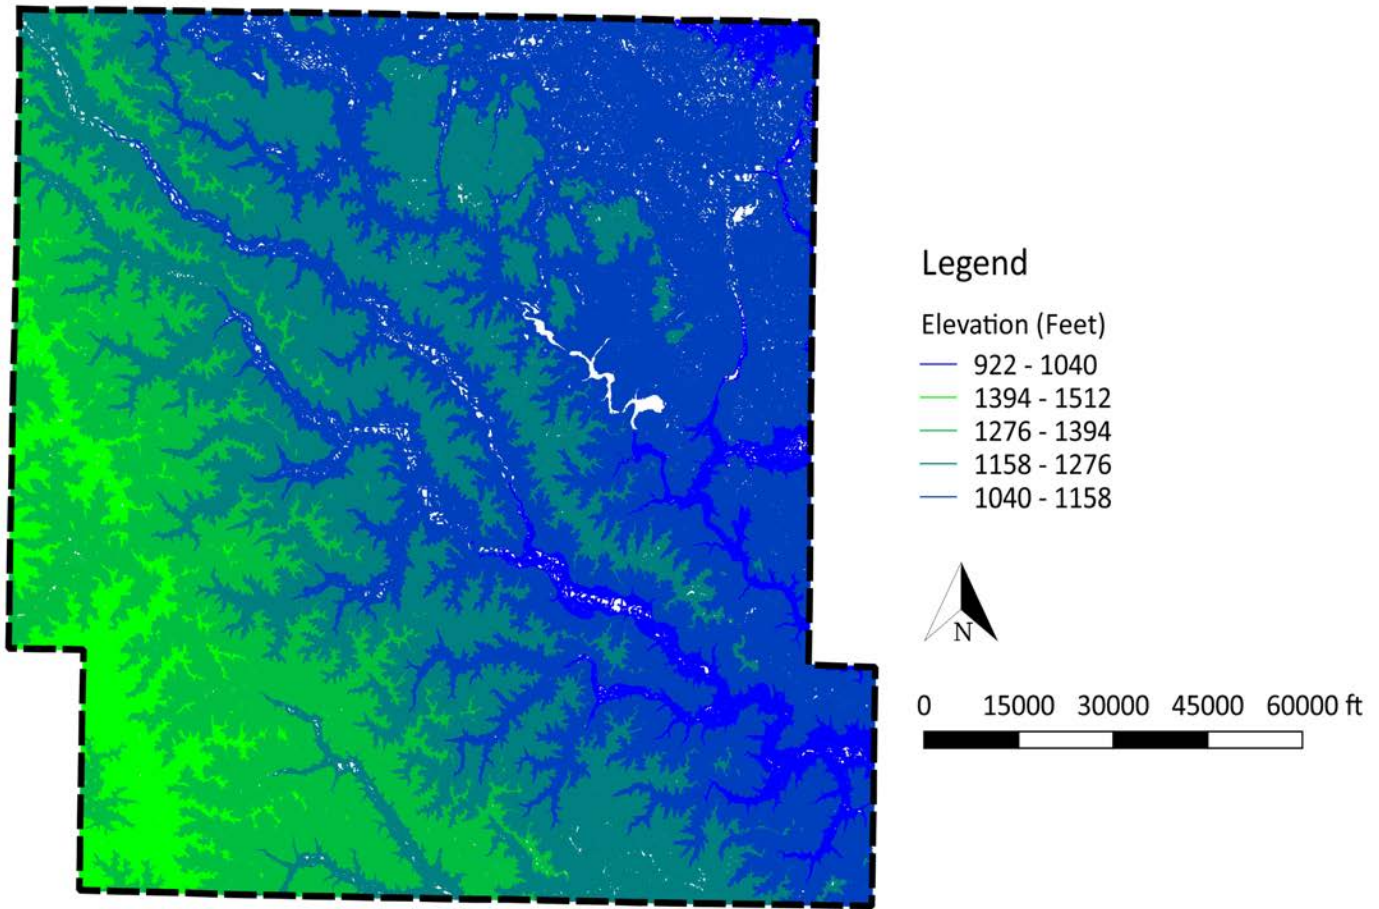 Legend
Elevation (Feet)
922 - 1040
1394 - 1512
1276 - 1394
1158 - 1276
1040 - 1158
N
0 15000 30000 45000 60000 ft